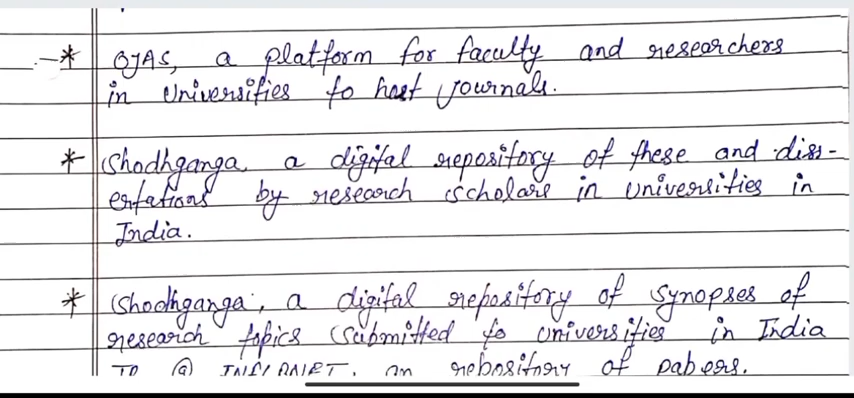 * OJAS, a platform for faculty and researchers
in Universities to host journals.
* Shodhganga, a digital repository of these and diss-
ertations by research scholars in universities in
India.
* Shodhganga, a digital repository of synopses of
research topics submitted to universities in India
repository of papers.